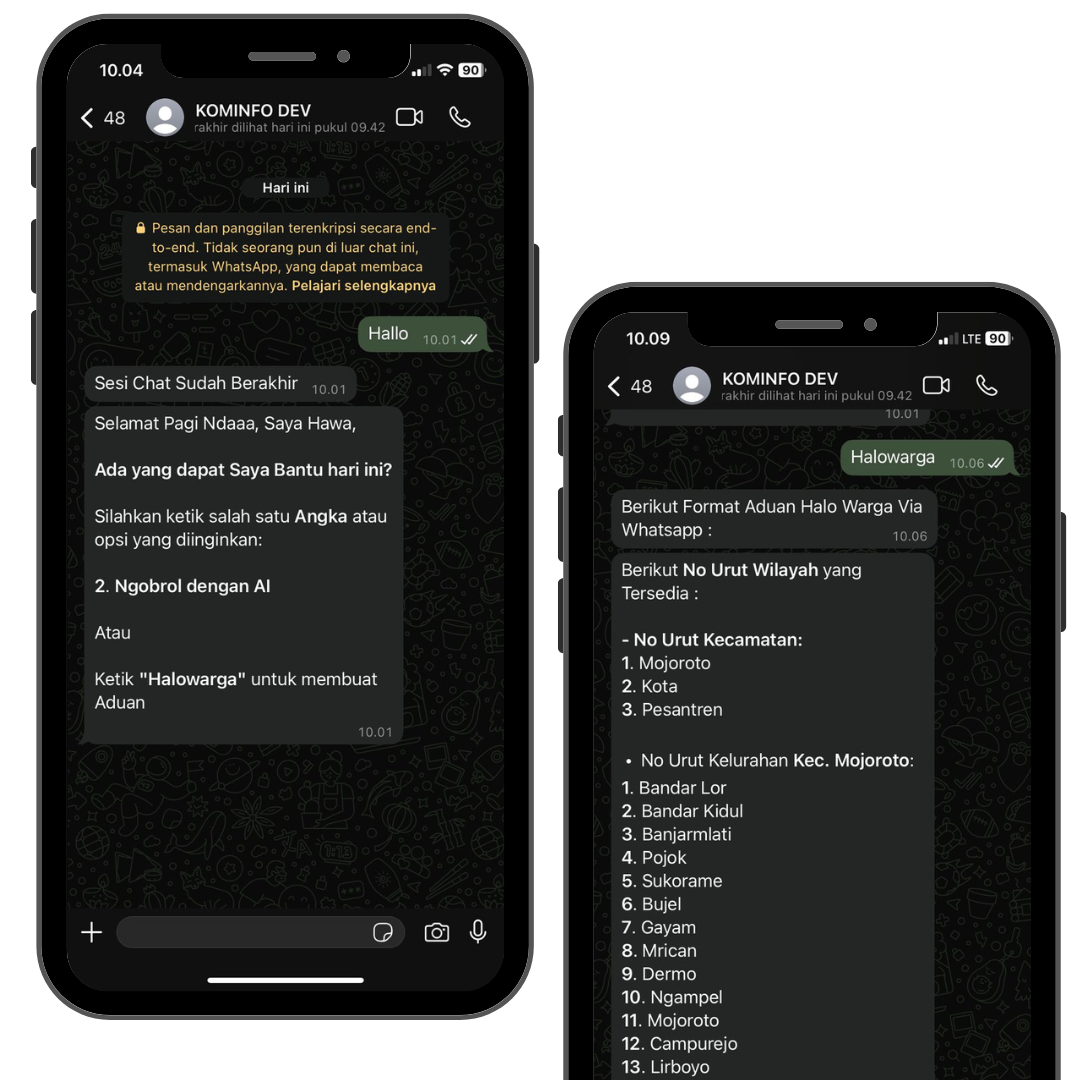 10.04
90
48
KOMINFO DEV
rakhir dilihat hari ini pukul 09.42
Hari ini
Pesan dan panggilan terenkripsi secara end-
to-end. Tidak seorang pun di luar chat ini,
termasuk WhatsApp, yang dapat membaca
atau mendengarkannya. Pelajari selengkapnya
Hallo 10.01
Sesi Chat Sudah Berakhir 10.01
Selamat Pagi Ndaaa, Saya Hawa,
Ada yang dapat Saya Bantu hari ini?
Silahkan ketik salah satu Angka atau
opsi yang diinginkan:
2. Ngobrol dengan AI
Atau
Ketik "Halowarga" untuk membuat
Aduan
10.01
10.09
LTE 90
48
KOMINFO DEV
rakhir dilihat hari ini pukul 09.42
10.01
Halowarga 10.06
Berikut Format Aduan Halo Warga Via
Whatsapp :
10.06
Berikut No Urut Wilayah yang
Tersedia :
- No Urut Kecamatan:
1. Mojoroto
2. Kota
3. Pesantren
• No Urut Kelurahan Kec. Mojoroto:
1. Bandar Lor
2. Bandar Kidul
3. Banjarmlati
4. Pojok
5. Sukorame
6. Bujel
7. Gayam
8. Mrican
9. Dermo
10. Ngampel
11. Mojoroto
12. Campurejo
13. Lirboyo